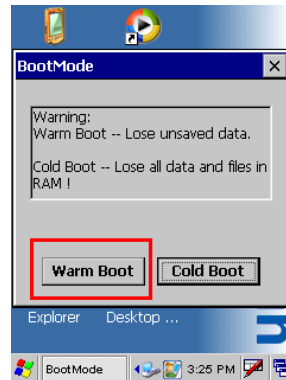 BootMode
Warning:
Warm Boot -- Lose unsaved data.
Cold Boot -- Lose all data and files in
RAM !
Warm Boot
Cold Boot
Explorer
Desktop ...
BootMode
3:25 PM